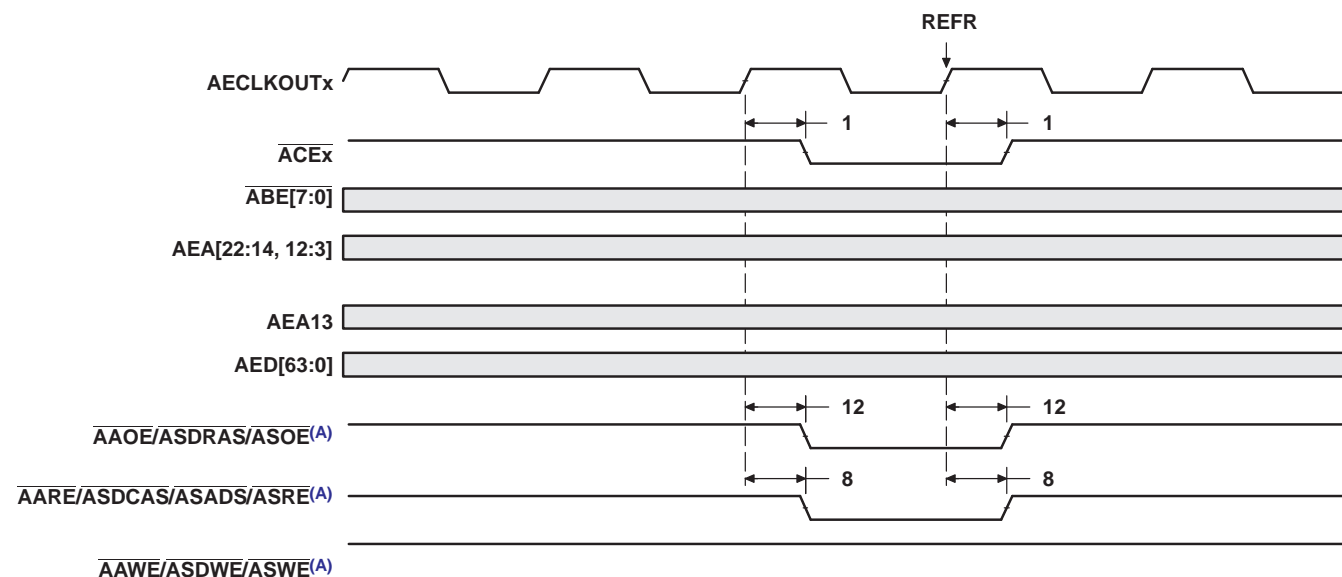 REFR
AECLKOUTx
1 1
ACEx
ABE[7:0]
AEA[22:14, 12:3]
AEA13
AED[63:0]
12 12
AAOE/ASDRAS/ASOE(A)
8 8
AARE/ASDCAS/ASADS/ASRE(A)
AAWE/ASDWE/ASWE(A)